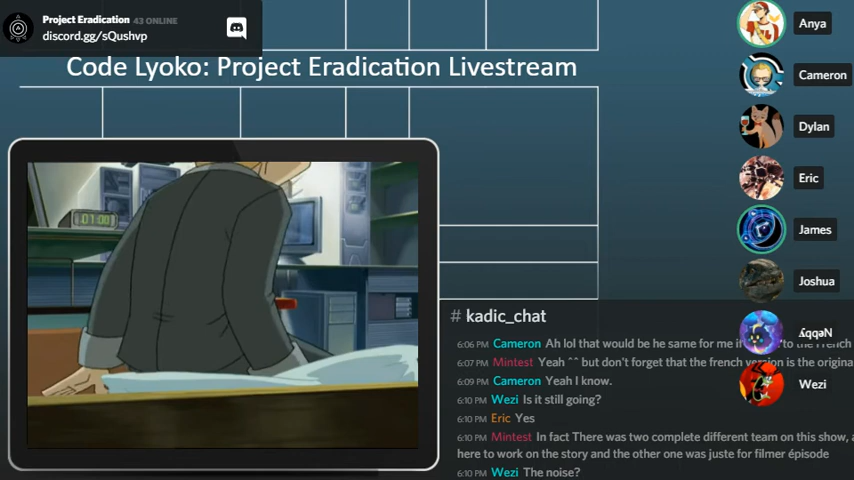 Project Eradication 43 ONLINE
discord.gg/sQushvp
Code Lyoko: Project Eradication Livestream
Anya
Cameron
Dylan
Eric
James
Joshua
Wezi
01:00
# kadic_chat
6:06 PM Cameron Ah lol that would be he same for me if to the French
6:07 PM Mintest Yeah ^^ but don't forget that the french version is the origina
6:09 PM Cameron Yeah I know.
6:10 PM Wezi Is it still going?
6:10 PM Eric Yes
6:10 PM Mintest In fact There was two complete different team on this show, a
here to work on the story and the other one was juste for filmer épisode
6:10 PM Wezi The noise?